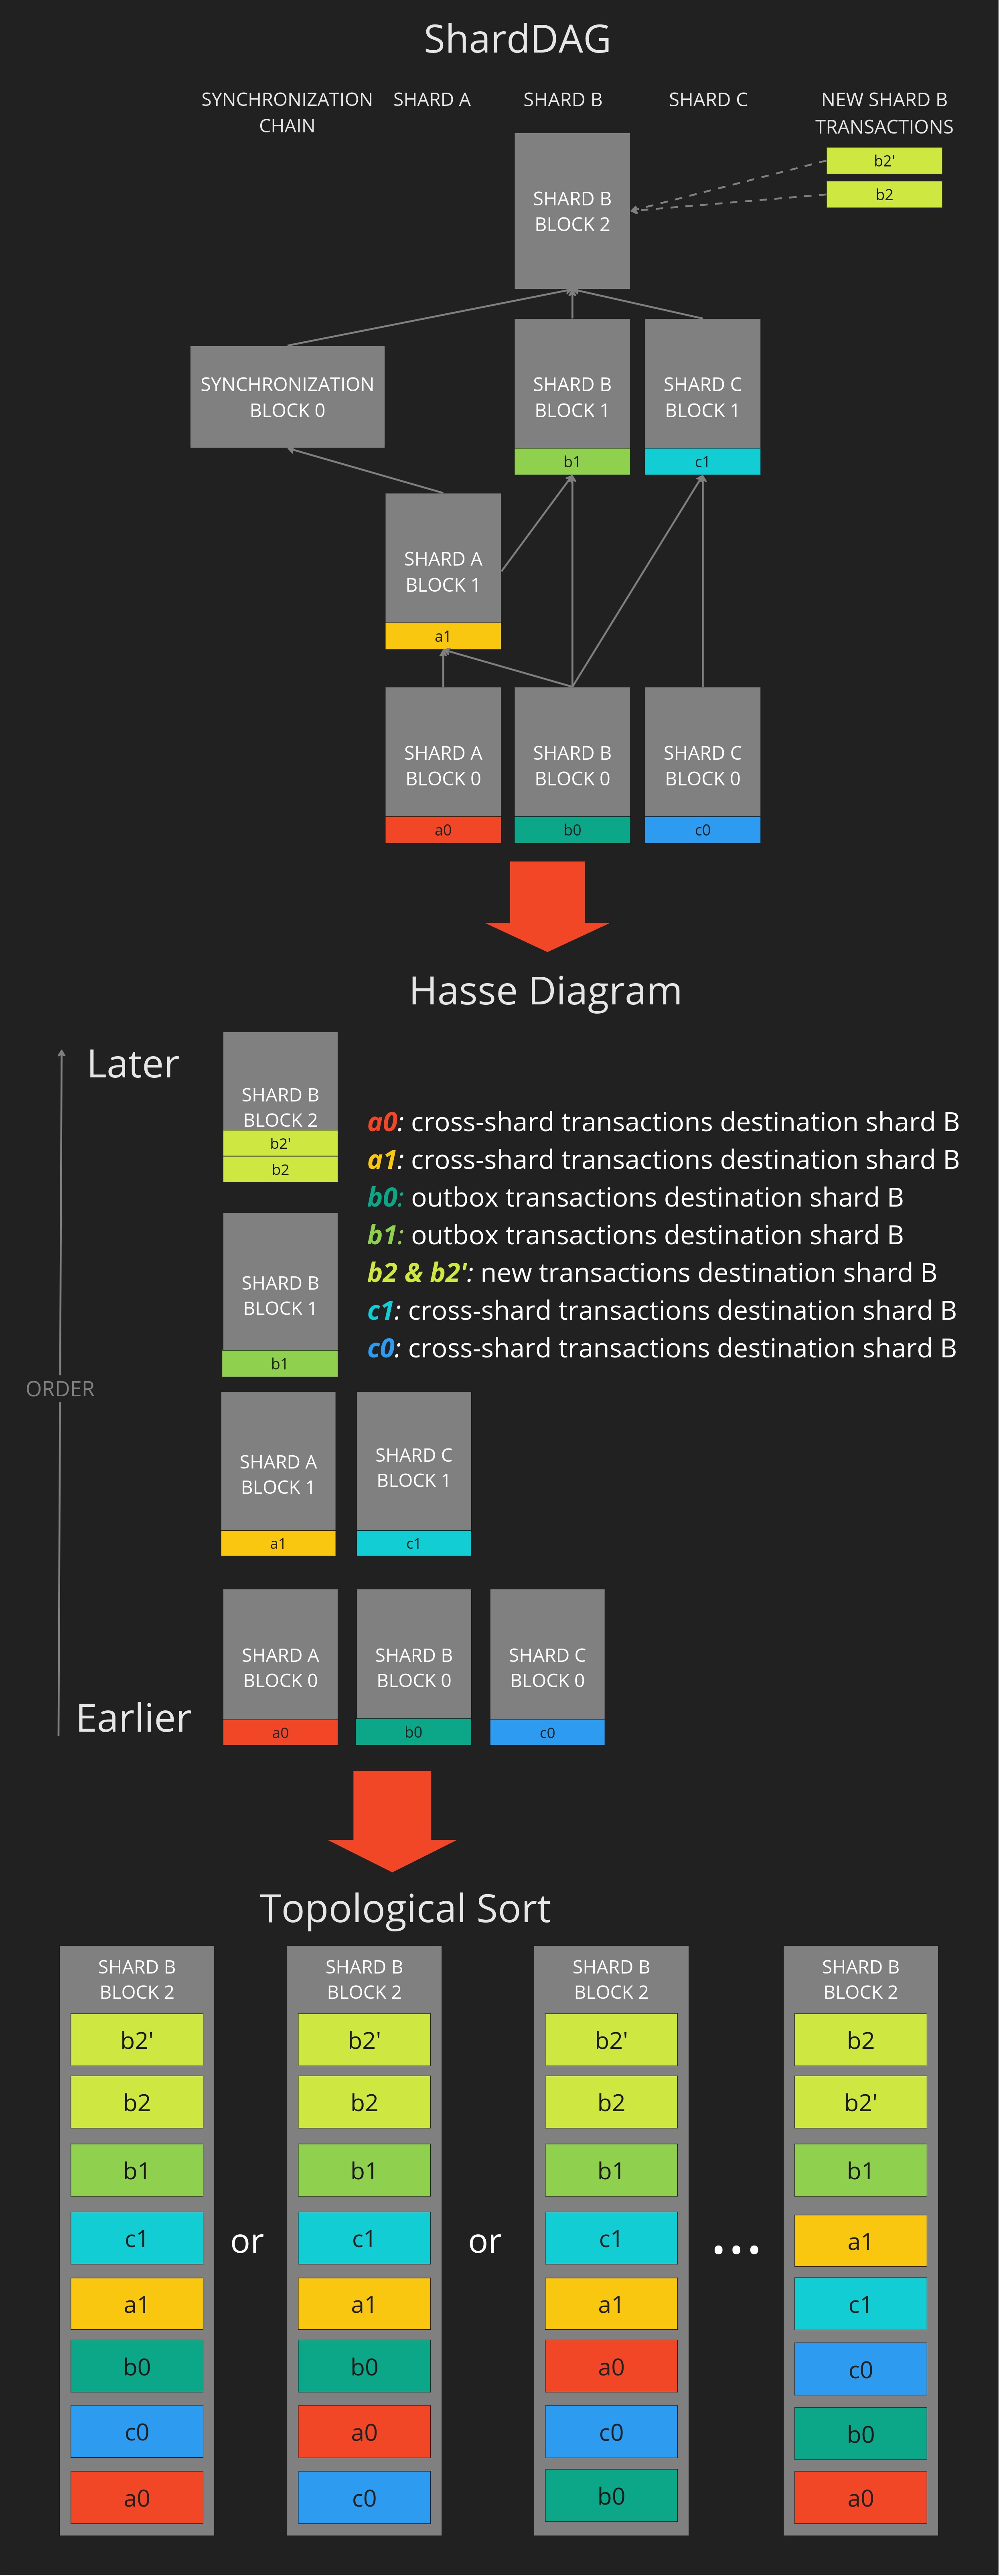 ShardDAG
SYNCHRONIZATION
CHAIN
SHARD A
SHARD B
SHARD C
NEW SHARD B
TRANSACTIONS
b2'
b2
SHARD B
BLOCK 2
SYNCHRONIZATION
BLOCK 0
SHARD B
BLOCK 1
b1
SHARD C
BLOCK 1
c1
SHARD A
BLOCK 1
a1
SHARD A
BLOCK 0
a0
SHARD B
BLOCK 0
b0
SHARD C
BLOCK 0
c0
Hasse Diagram
Later
ORDER
Earlier
SHARD B
BLOCK 2
b2'
b2
SHARD B
BLOCK 1
b1
a0: cross-shard transactions destination shard B
a1: cross-shard transactions destination shard B
b0: outbox transactions destination shard B
b1: outbox transactions destination shard B
b2 & b2': new transactions destination shard B
c1: cross-shard transactions destination shard B
c0: cross-shard transactions destination shard B
SHARD A
BLOCK 1
a1
SHARD C
BLOCK 1
c1
SHARD A
BLOCK 0
a0
SHARD B
BLOCK 0
b0
SHARD C
BLOCK 0
c0
Topological Sort
SHARD B
BLOCK 2
b2'
b2
b1
c1
a1
b0
c0
a0
or
SHARD B
BLOCK 2
b2'
b2
b1
c1
a1
b0
a0
c0
or
SHARD B
BLOCK 2
b2'
b2
b1
c1
a1
a0
c0
b0
...
SHARD B
BLOCK 2
b2
b2'
b1
a1
c1
c0
b0
a0